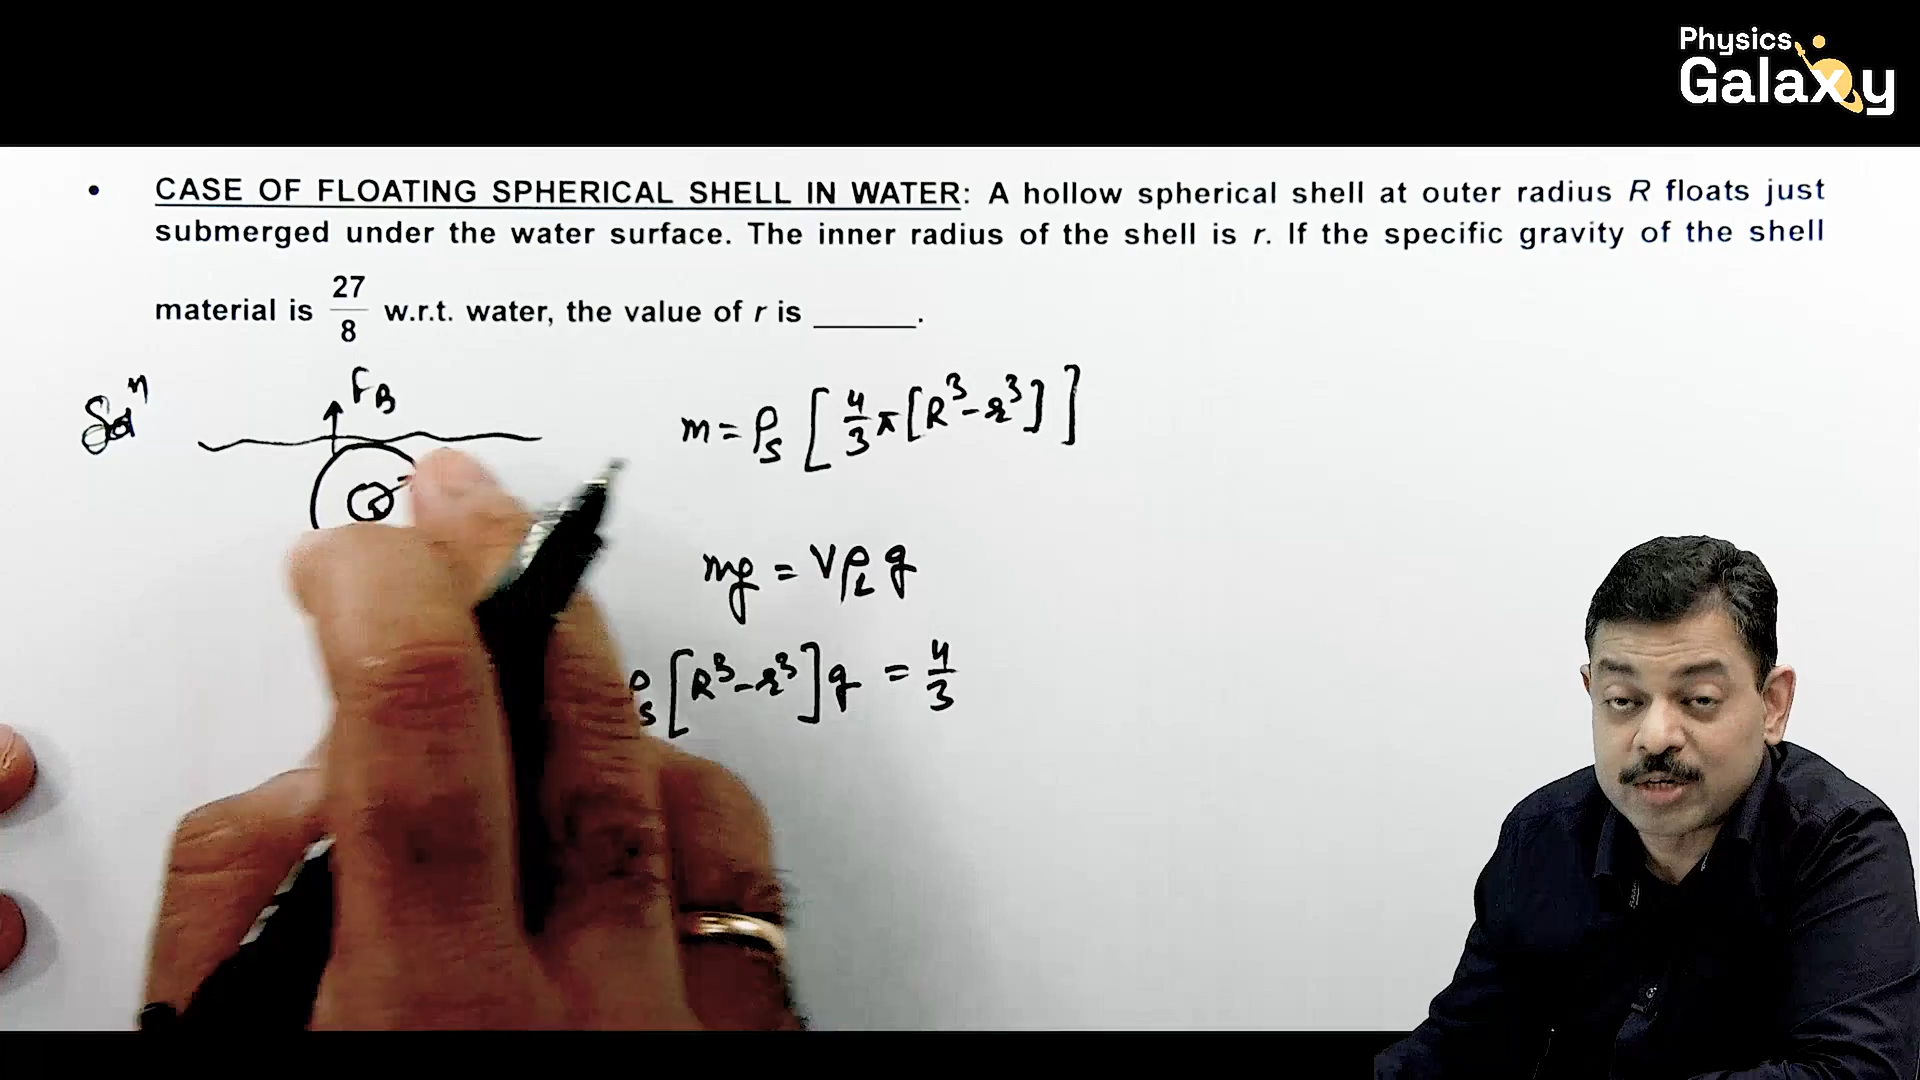 Physics
Galaxy
• CASE OF FLOATING SPHERICAL SHELL IN WATER: A hollow spherical shell at outer radius R floats just
submerged under the water surface. The inner radius of the shell is r. If the specific gravity of the shell
material is 27/8 w.r.t. water, the value of r is ______.
Solⁿ
F_B
m = ρ_s [4/3 π[R³-r³]]
mg = Vρ_L g
ρ_s [R³-r³]g = 4/3